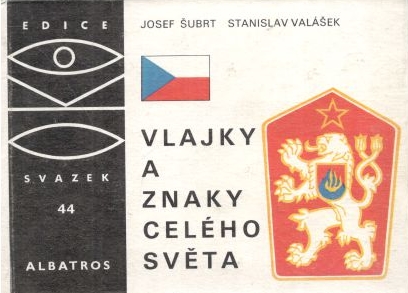 EDICE
SVAZEK
44
ALBATROS
JOSEF ŠUBRT STANISLAV VALÁŠEK
VLAJKY
A
ZNAKY
CELÉHO
SVĚTA